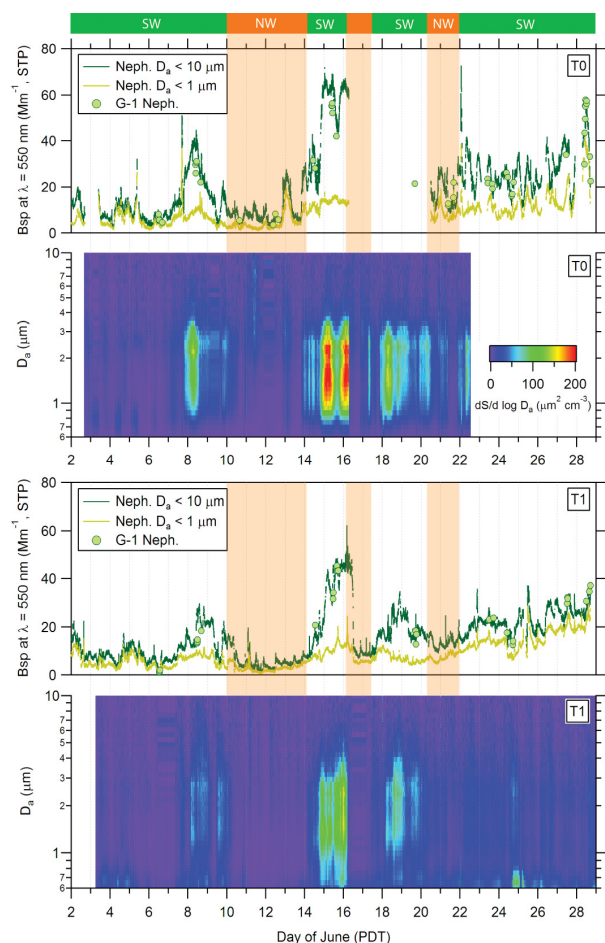 SW NW SW SW NW SW
80
60
40
20
0
Bsp at λ = 550 nm (Mm⁻¹, STP)
Neph. Dₐ < 10 μm
Neph. Dₐ < 1 μm
G-1 Neph.
T0
10
8
7
6
5
4
3
2
1
8
7
6
Dₐ (μm)
T0
0 100 200
dS/d log Dₐ (μm² cm⁻³)
2 4 6 8 10 12 14 16 18 20 22 24 26 28
80
60
40
20
0
Bsp at λ = 550 nm (Mm⁻¹, STP)
Neph. Dₐ < 10 μm
Neph. Dₐ < 1 μm
G-1 Neph.
T1
10
8
7
6
5
4
3
2
1
8
7
6
Dₐ (μm)
T1
2 4 6 8 10 12 14 16 18 20 22 24 26 28
Day of June (PDT)